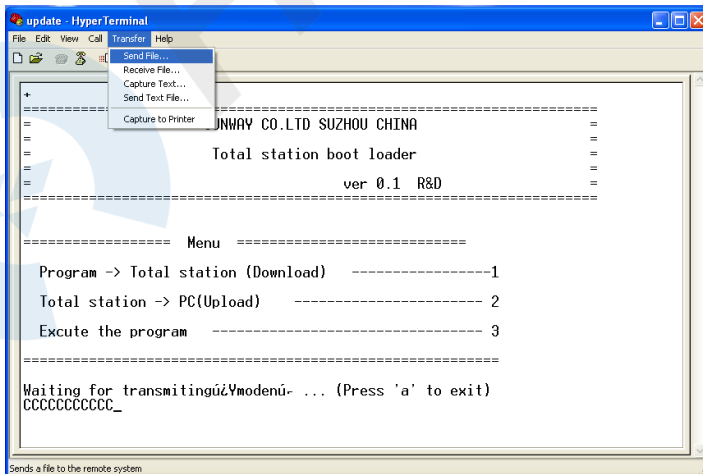 update - HyperTerminal
File Edit View Call Transfer Help
Send File...
Receive File...
Capture Text...
Send Text File...
Capture to Printer
+
==============================================================
= UNWAY CO.LTD SUZHOU CHINA =
= =
= Total station boot loader =
= =
= ver 0.1 R&D =
==============================================================
================== Menu ============================
Program -> Total station (Download) -----------------1
Total station -> PC(Upload) ----------------------- 2
Excute the program --------------------------------- 3
==========================================================
Waiting for transmitingú¿Ymodenú- ... (Press 'a' to exit)
CCCCCCCCCCC_
Sends a file to the remote system